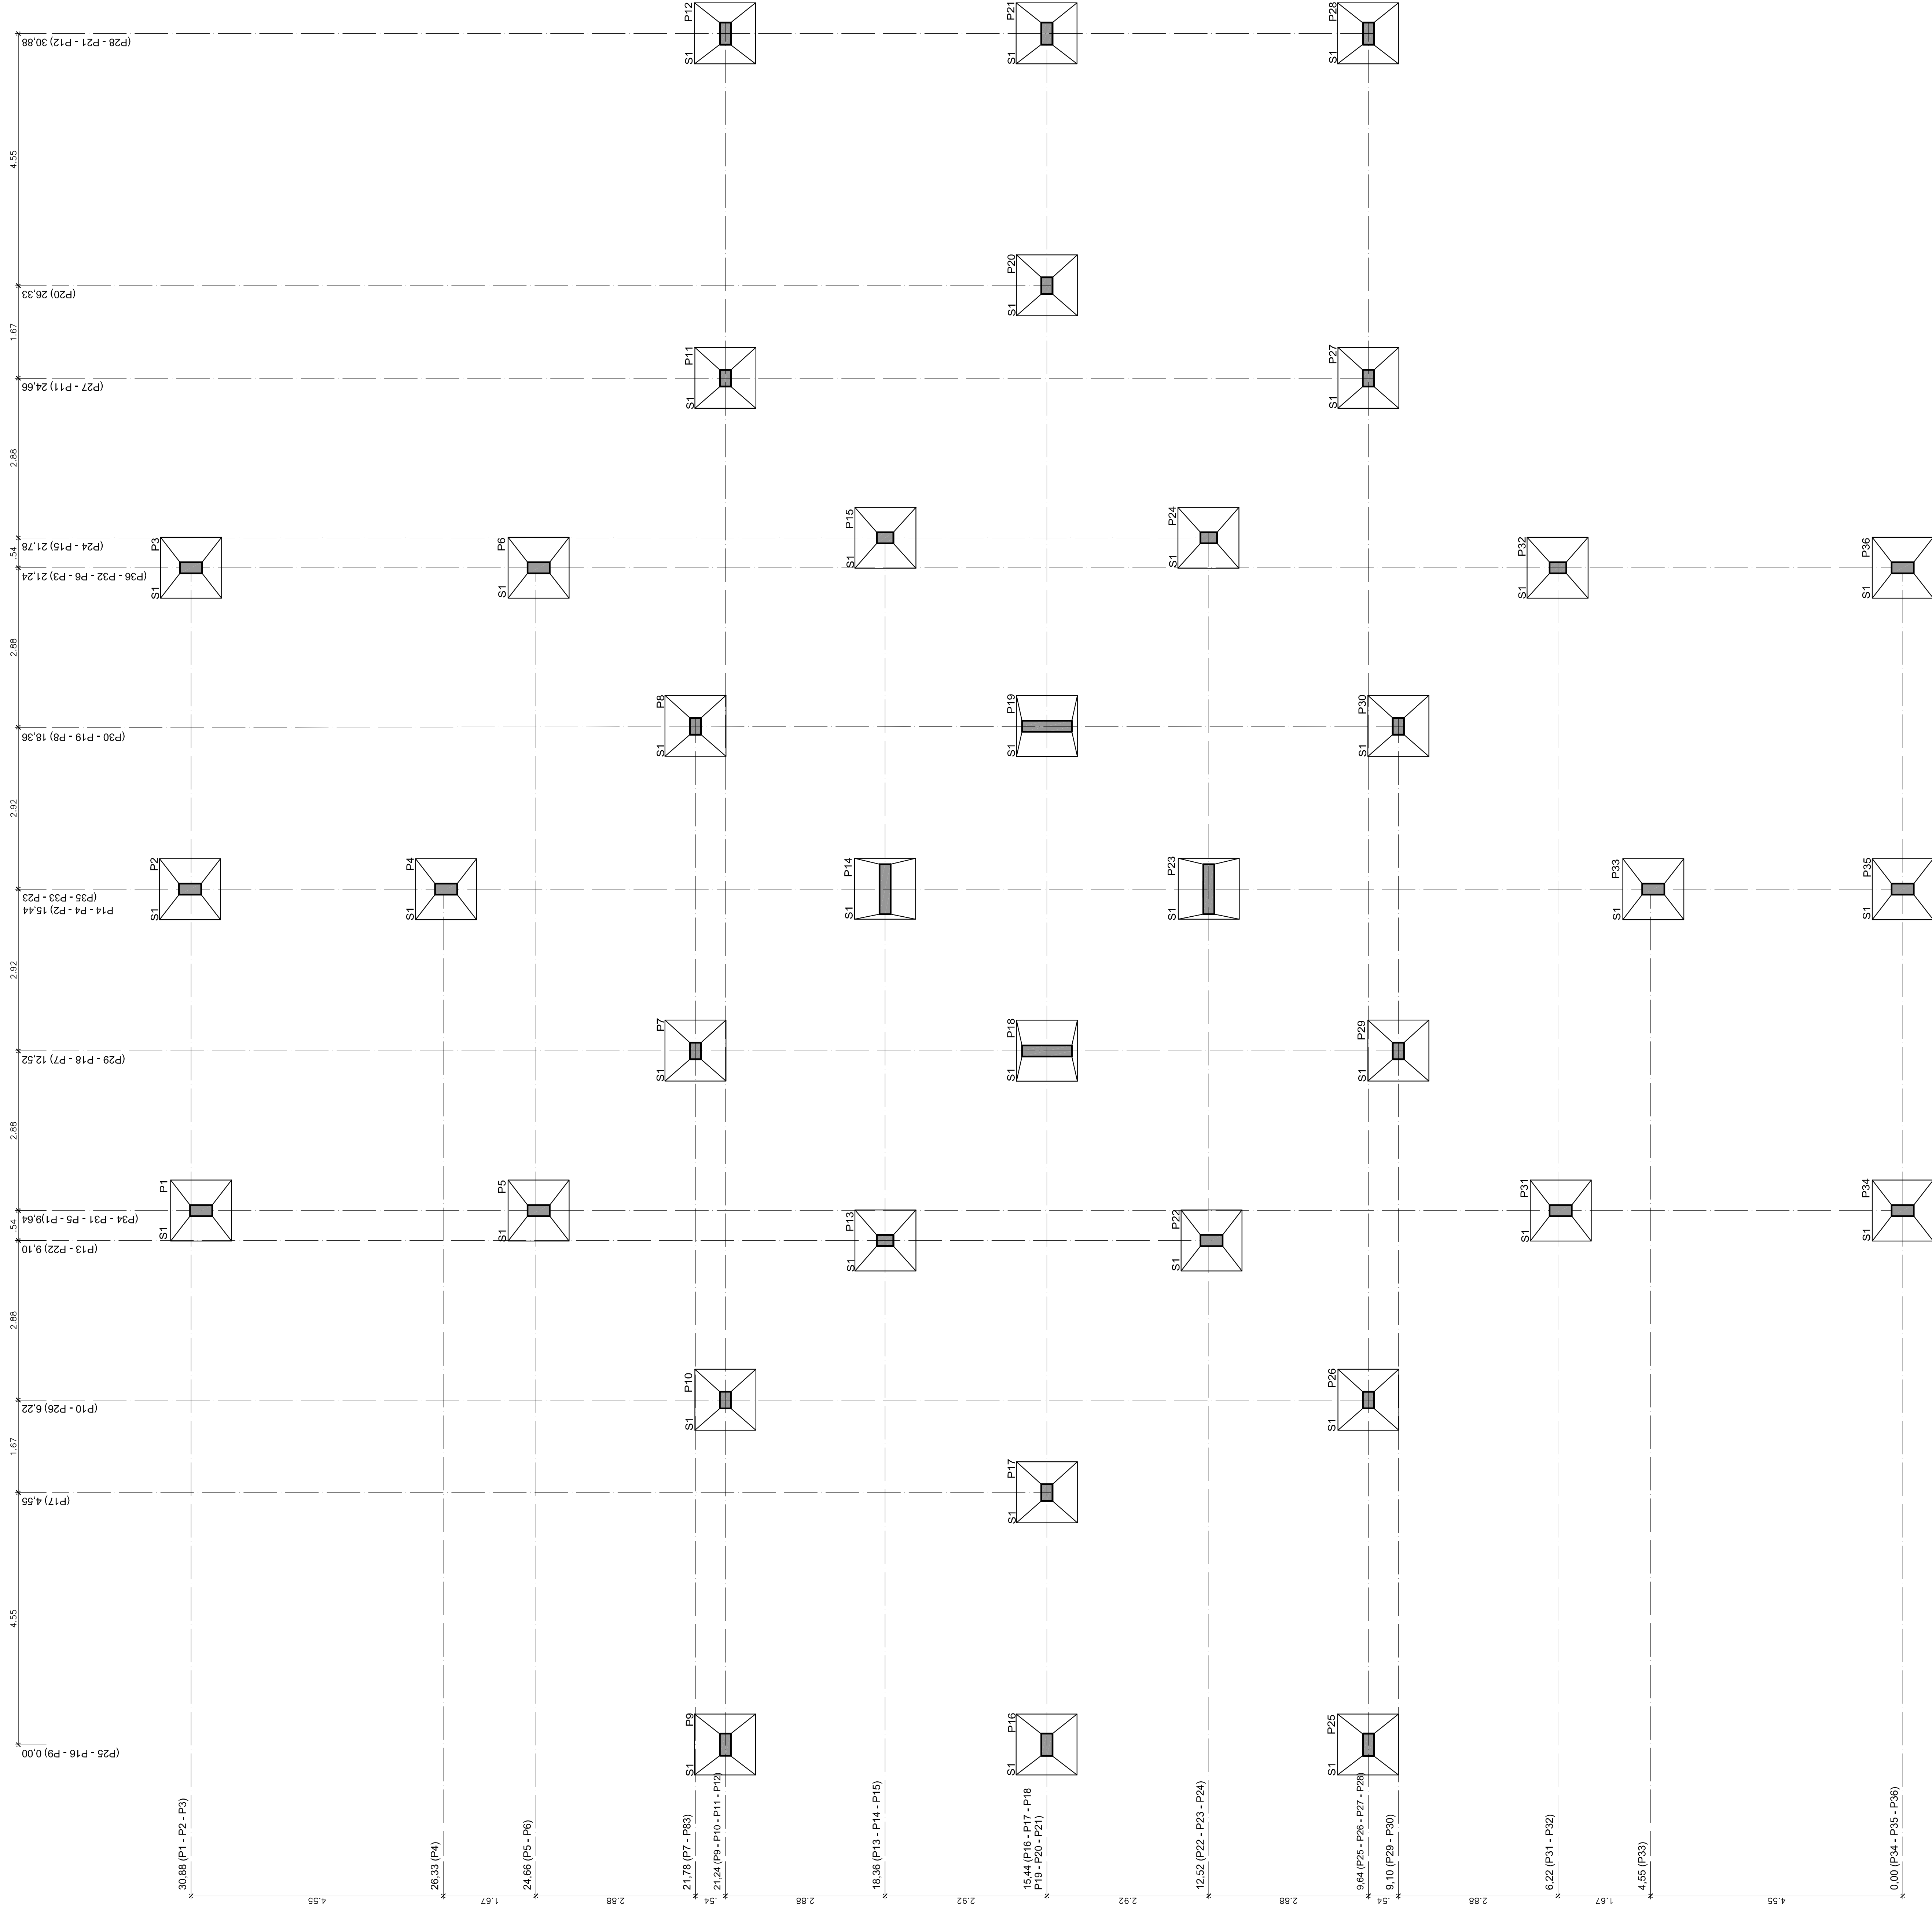 P12
S1
P21
S1
P28
S1
(P28 - P21 - P12) 30,88
4.55
P20
S1
(P20) 26,33
1.67
P11
S1
P27
S1
(P27 - P11) 24,66
2.88
P15
S1
P24
S1
(P24 - P15) 21,78
.54
P3
S1
P6
S1
P32
S1
P36
S1
(P36 - P32 - P6 - P3) 21,24
2.88
P8
S1
P19
S1
P30
S1
(P30 - P19 - P8) 18,36
2.92
P2
S1
P4
S1
P14
S1
P23
S1
P33
S1
P35
S1
(P35 - P33 - P23
P14 - P4 - P2) 15,44
2.92
P7
S1
P18
S1
P29
S1
(P29 - P18 - P7) 12,52
2.88
P1
S1
P5
S1
P31
S1
P34
S1
(P34 - P31 - P5 - P1)9,64
.54
P13
S1
P22
S1
(P13 - P22) 9,10
2.88
P10
S1
P26
S1
(P10 - P26) 6,22
1.67
P17
S1
(P17) 4,55
4.55
P9
S1
P16
S1
P25
S1
(P25 - P16 - P9) 0,00
30,88 (P1 - P2 - P3)
26,33 (P4)
24,66 (P5 - P6)
21,78 (P7 - P83)
21,24 (P9 - P10 - P11 - P12)
18,36 (P13 - P14 - P15)
15,44 (P16 - P17 - P18
P19 - P20 - P21)
12,52 (P22 - P23 - P24)
9,64 (P25 - P26 - P27 - P28)
9,10 (P29 - P30)
6,22 (P31 - P32)
4,55 (P33)
0,00 (P34 - P35 - P36)
4.55
1.67
2.88
.54
2.88
2.92
2.92
2.88
.54
2.88
1.67
4.55